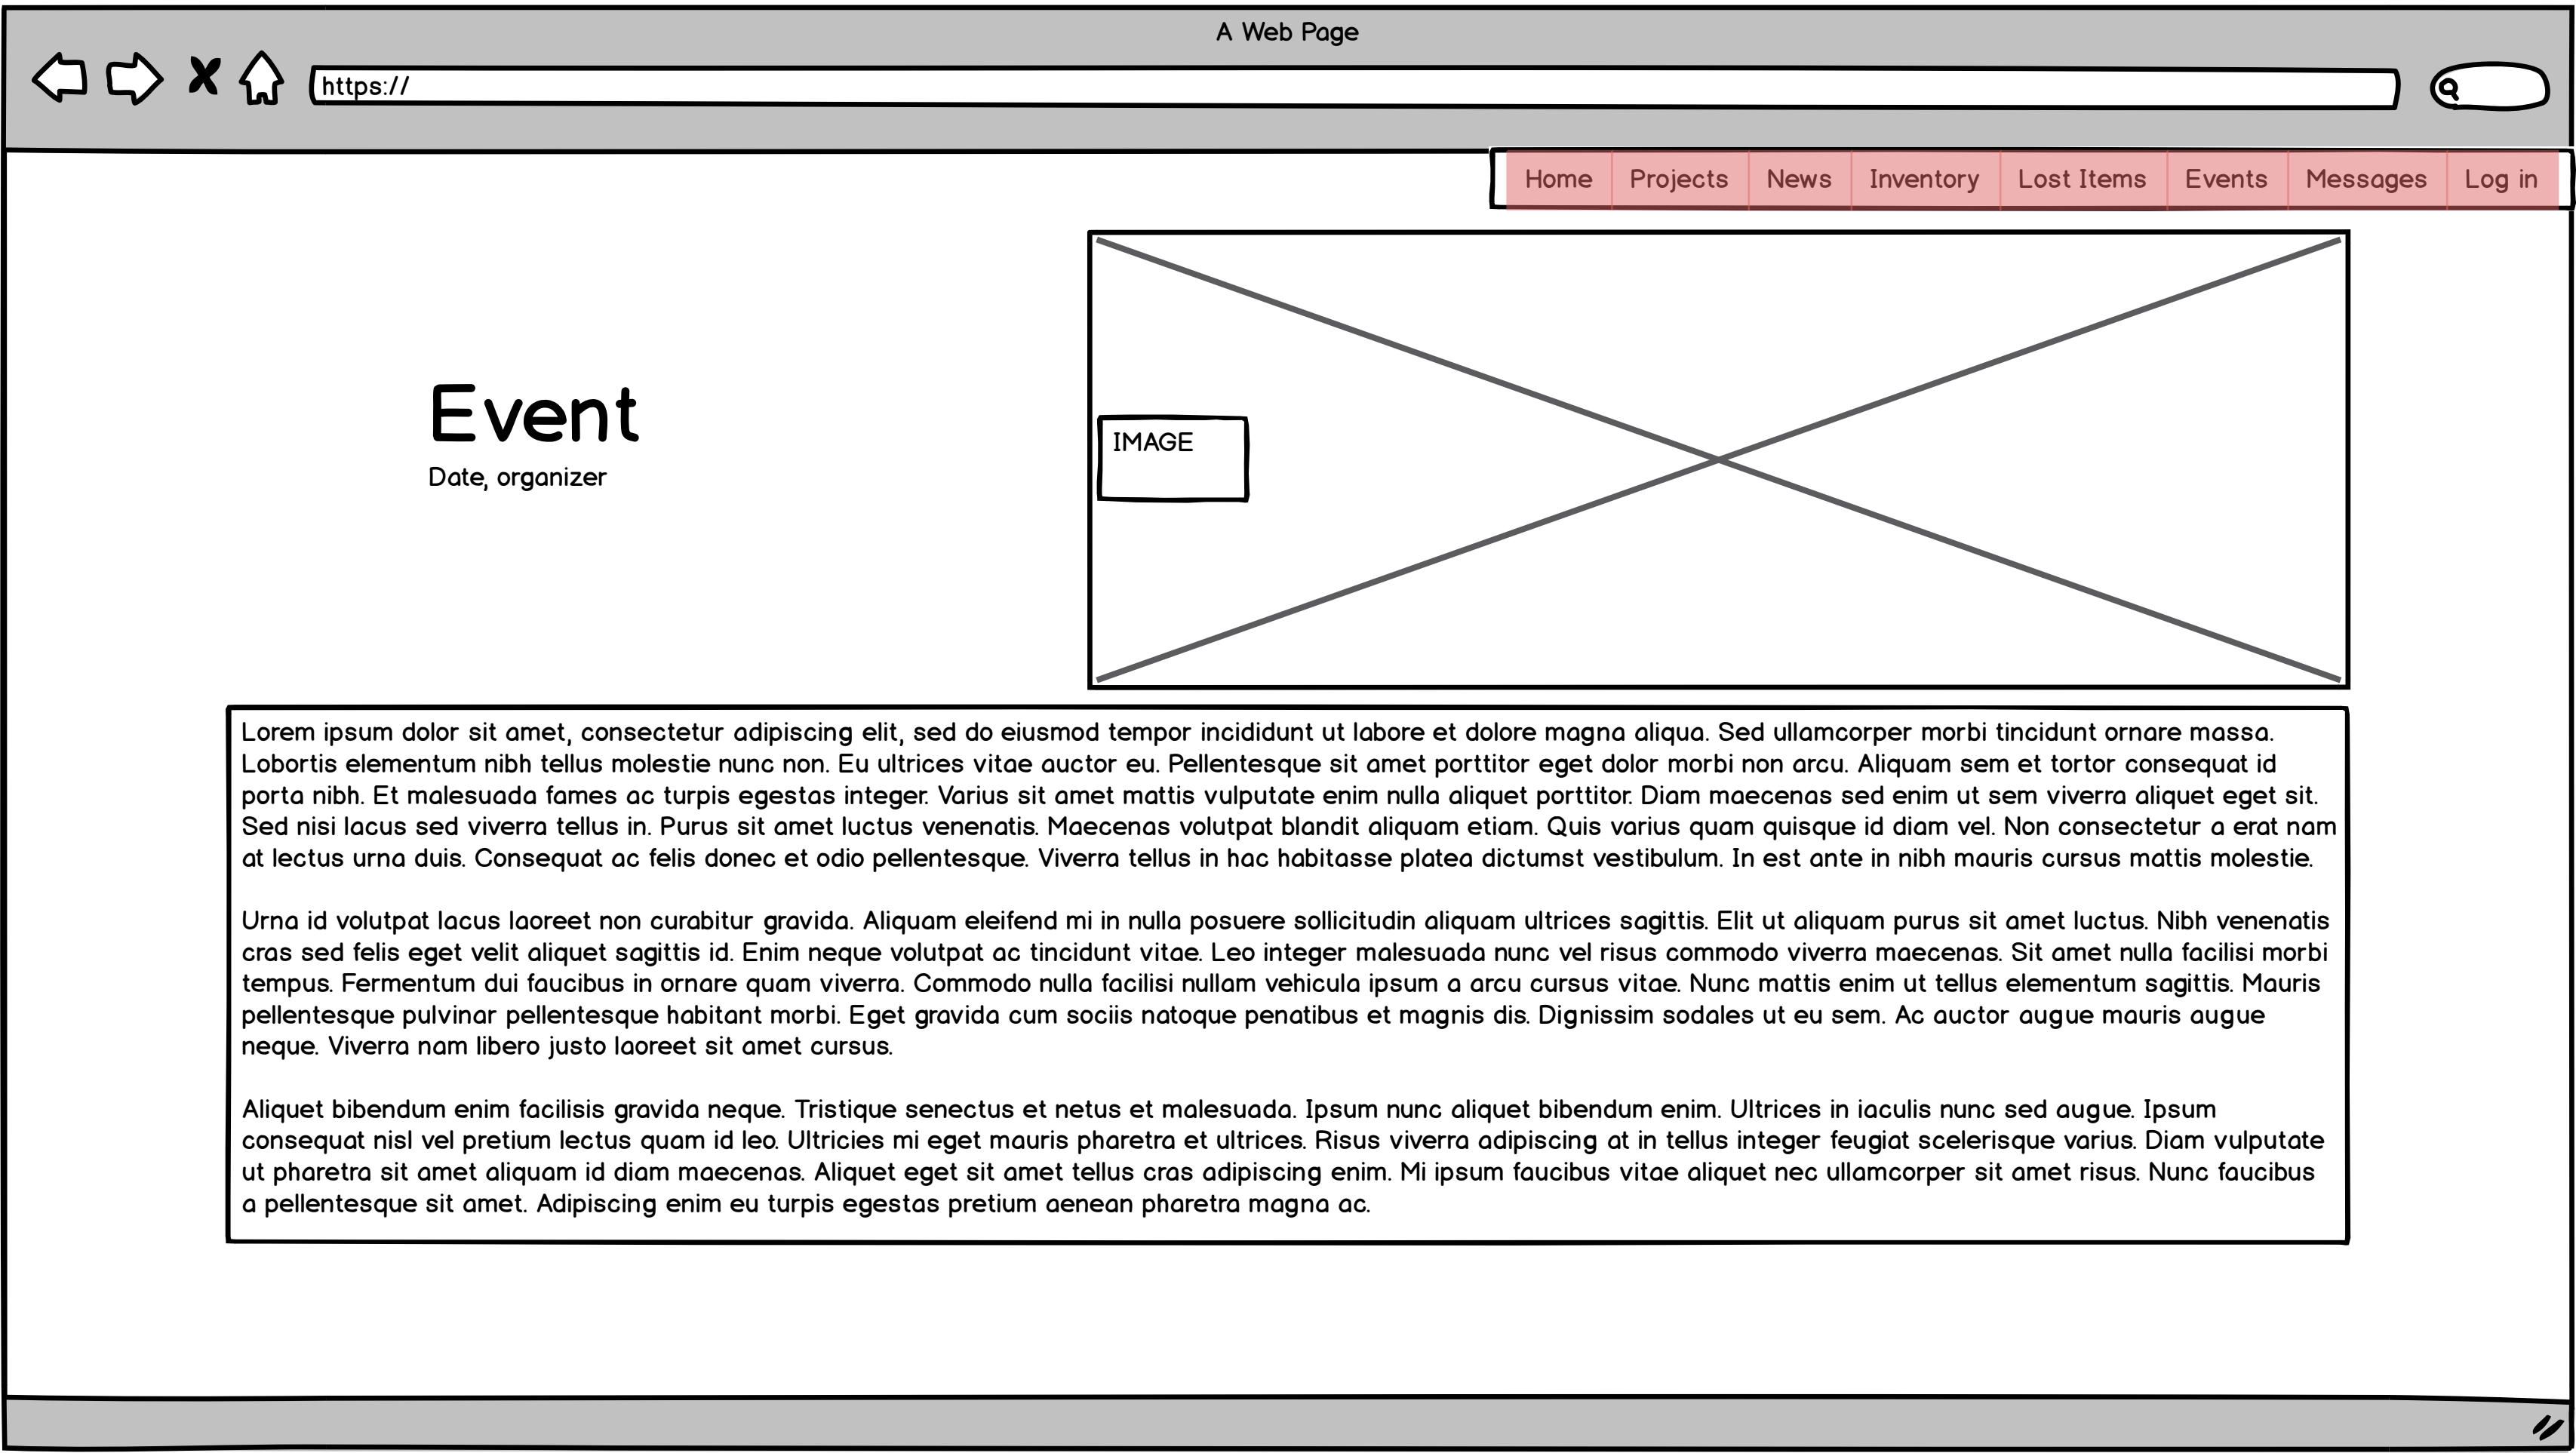 A Web Page
https://
Home Projects News Inventory Lost Items Events Messages Log in
Event
Date, organizer
IMAGE
Lorem ipsum dolor sit amet, consectetur adipiscing elit, sed do eiusmod tempor incididunt ut labore et dolore magna aliqua. Sed ullamcorper morbi tincidunt ornare massa.
Lobortis elementum nibh tellus molestie nunc non. Eu ultrices vitae auctor eu. Pellentesque sit amet porttitor eget dolor morbi non arcu. Aliquam sem et tortor consequat id
porta nibh. Et malesuada fames ac turpis egestas integer. Varius sit amet mattis vulputate enim nulla aliquet porttitor. Diam maecenas sed enim ut sem viverra aliquet eget sit.
Sed nisi lacus sed viverra tellus in. Purus sit amet luctus venenatis. Maecenas volutpat blandit aliquam etiam. Quis varius quam quisque id diam vel. Non consectetur a erat nam
at lectus urna duis. Consequat ac felis donec et odio pellentesque. Viverra tellus in hac habitasse platea dictumst vestibulum. In est ante in nibh mauris cursus mattis molestie.
Urna id volutpat lacus laoreet non curabitur gravida. Aliquam eleifend mi in nulla posuere sollicitudin aliquam ultrices sagittis. Elit ut aliquam purus sit amet luctus. Nibh venenatis
cras sed felis eget velit aliquet sagittis id. Enim neque volutpat ac tincidunt vitae. Leo integer malesuada nunc vel risus commodo viverra maecenas. Sit amet nulla facilisi morbi
tempus. Fermentum dui faucibus in ornare quam viverra. Commodo nulla facilisi nullam vehicula ipsum a arcu cursus vitae. Nunc mattis enim ut tellus elementum sagittis. Mauris
pellentesque pulvinar pellentesque habitant morbi. Eget gravida cum sociis natoque penatibus et magnis dis. Dignissim sodales ut eu sem. Ac auctor augue mauris augue
neque. Viverra nam libero justo laoreet sit amet cursus.
Aliquet bibendum enim facilisis gravida neque. Tristique senectus et netus et malesuada. Ipsum nunc aliquet bibendum enim. Ultrices in iaculis nunc sed augue. Ipsum
consequat nisl vel pretium lectus quam id leo. Ultricies mi eget mauris pharetra et ultrices. Risus viverra adipiscing at in tellus integer feugiat scelerisque varius. Diam vulputate
ut pharetra sit amet aliquam id diam maecenas. Aliquet eget sit amet tellus cras adipiscing enim. Mi ipsum faucibus vitae aliquet nec ullamcorper sit amet risus. Nunc faucibus
a pellentesque sit amet. Adipiscing enim eu turpis egestas pretium aenean pharetra magna ac.